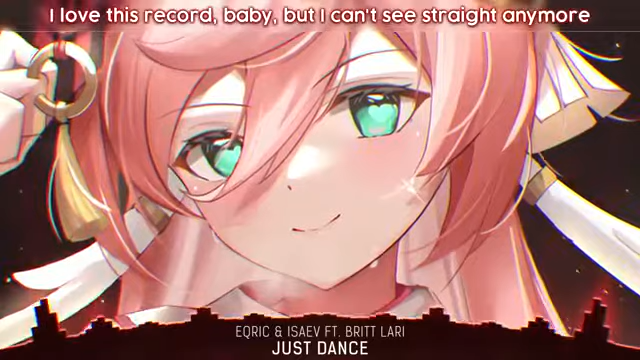 I love this record, baby, but I can't see straight anymore
EQRIC & ISAEV FT. BRITT LARI
JUST DANCE